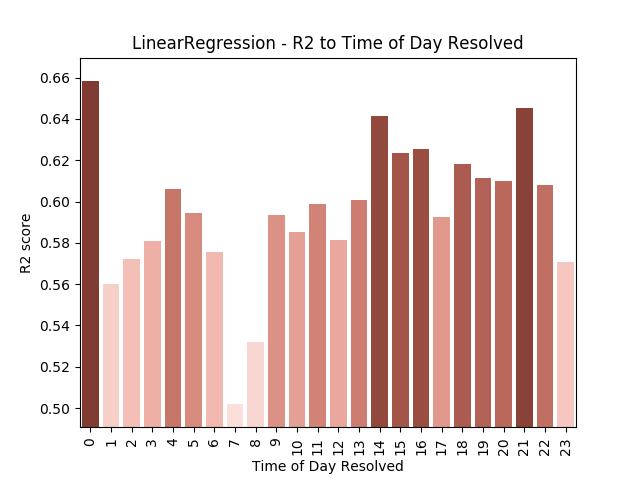 LinearRegression - R2 to Time of Day Resolved
R2 score
0.66
0.64
0.62
0.60
0.58
0.56
0.54
0.52
0.50
0 1 2 3 4 5 6 7 8 9 10 11 12 13 14 15 16 17 18 19 20 21 22 23
Time of Day Resolved